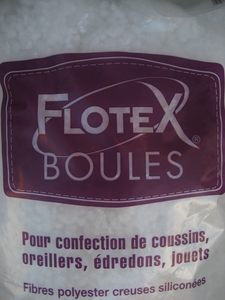 FLOTEX®
BOULES
Pour confection de coussins,
oreillers, édredons, jouets
Fibres polyester creuses siliconées